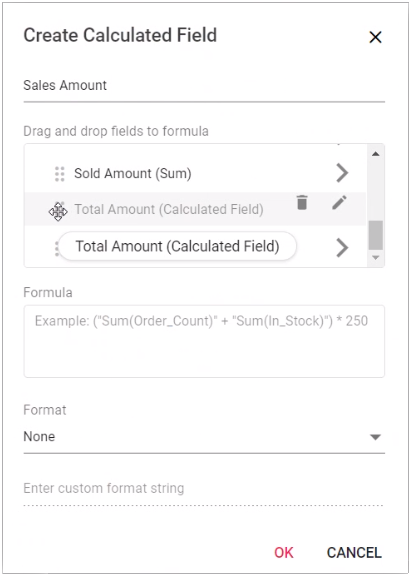 Create Calculated Field
Sales Amount
Drag and drop fields to formula
Sold Amount (Sum)
Total Amount (Calculated Field)
Total Amount (Calculated Field)
Formula
Example: ("Sum(Order_Count)" + "Sum(In_Stock)") * 250
Format
None
Enter custom format string
OK CANCEL